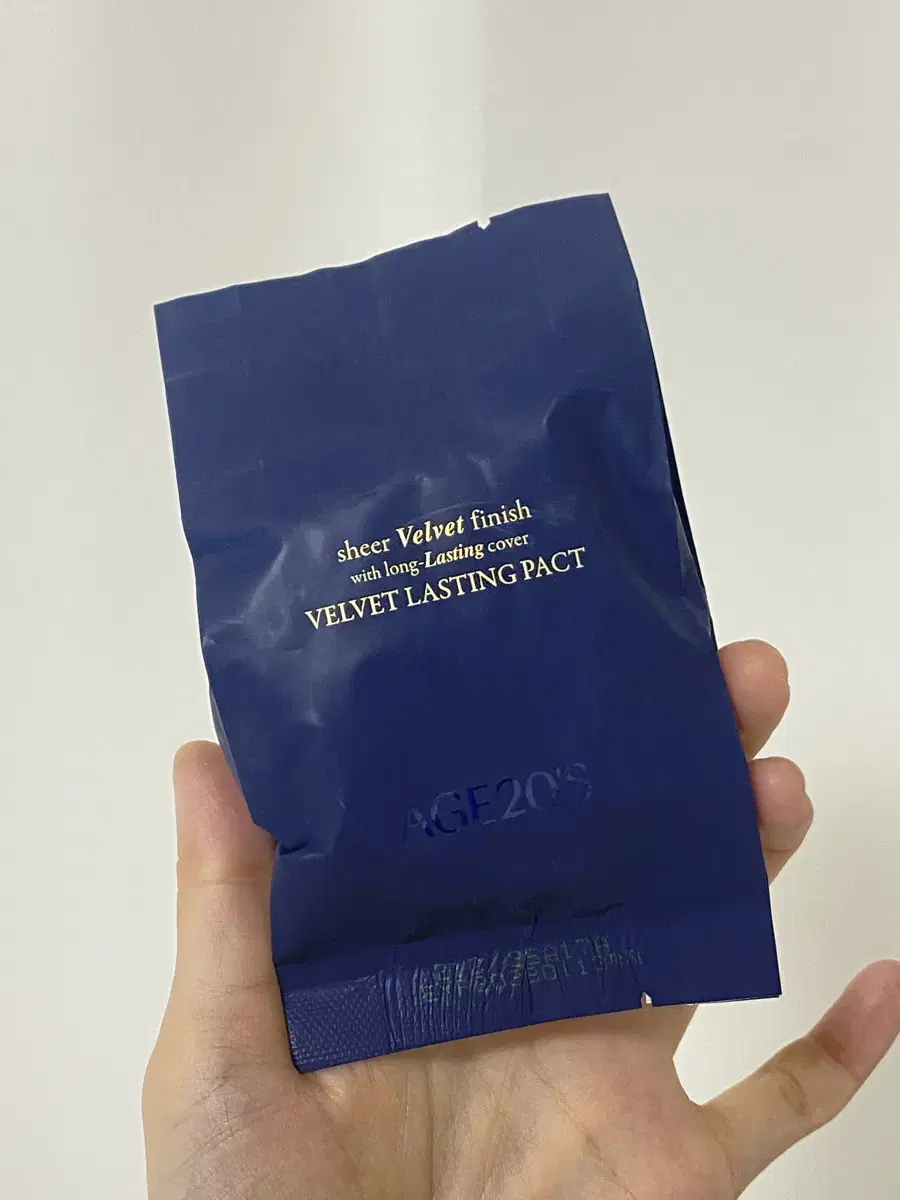 sheer Velvet finish
with long-Lasting cover
VELVET LASTING PACT
AGE20'S